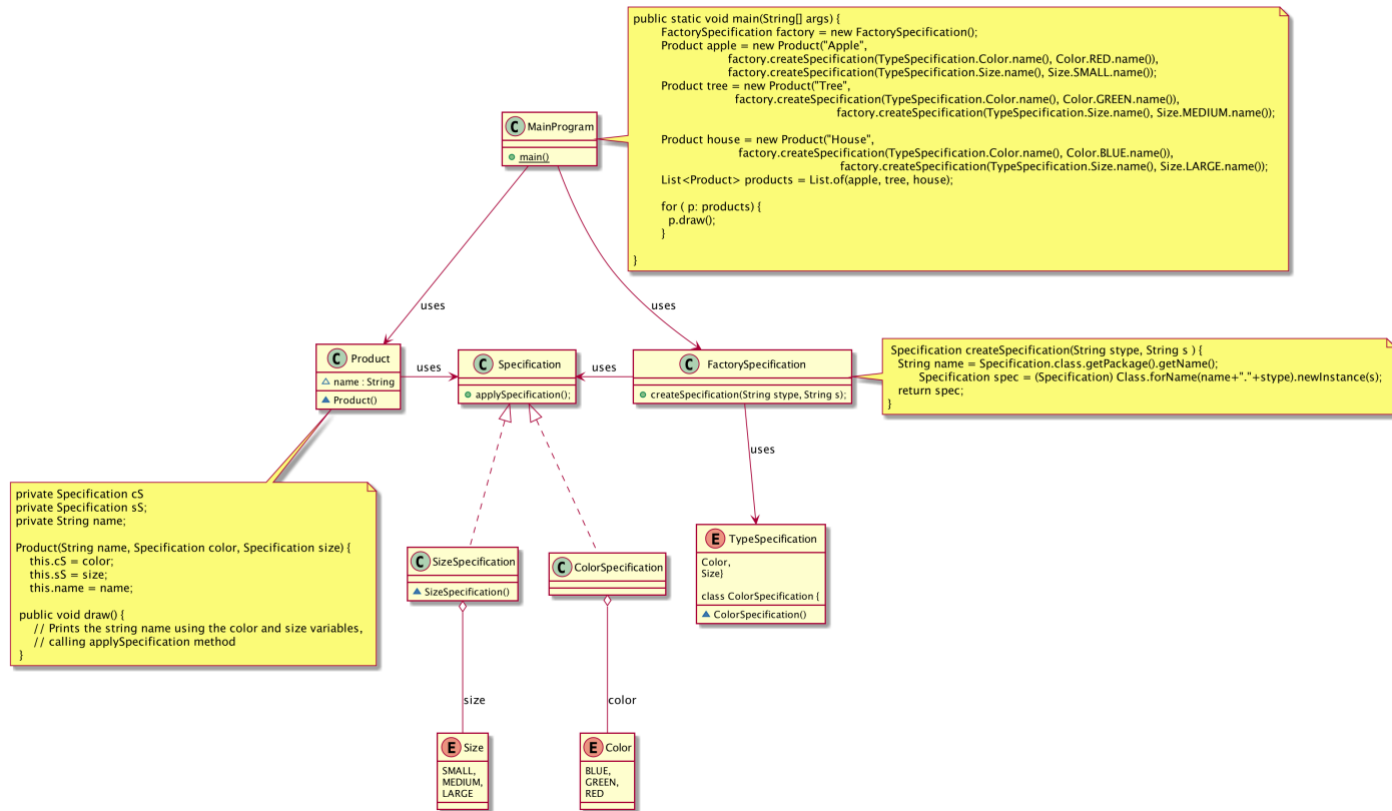 public static void main(String[] args) {
FactorySpecification factory = new FactorySpecification();
Product apple = new Product("Apple",
factory.createSpecification(TypeSpecification.Color.name(), Color.RED.name()),
factory.createSpecification(TypeSpecification.Size.name(), Size.SMALL.name());
Product tree = new Product("Tree",
factory.createSpecification(TypeSpecification.Color.name(), Color.GREEN.name()),
factory.createSpecification(TypeSpecification.Size.name(), Size.MEDIUM.name());
Product house = new Product("House",
factory.createSpecification(TypeSpecification.Color.name(), Color.BLUE.name()),
factory.createSpecification(TypeSpecification.Size.name(), Size.LARGE.name());
List<Product> products = List.of(apple, tree, house);
for ( p: products) {
p.draw();
}
}
C MainProgram
main()
uses
uses
C Product
name : String
Product()
uses
C Specification
applySpecification();
uses
C FactorySpecification
createSpecification(String stype, String s);
Specification createSpecification(String stype, String s ) {
String name = Specification.class.getPackage().getName();
Specification spec = (Specification) Class.forName(name+"."+stype).newInstance(s);
return spec;
}
uses
private Specification cS
private Specification sS;
private String name;
Product(String name, Specification color, Specification size) {
this.cS = color;
this.sS = size;
this.name = name;
public void draw() {
// Prints the string name using the color and size variables,
// calling applySpecification method
}
C SizeSpecification
SizeSpecification()
C ColorSpecification
E TypeSpecification
Color,
Size}
class ColorSpecification {
ColorSpecification()
size
color
E Size
SMALL,
MEDIUM,
LARGE
E Color
BLUE,
GREEN,
RED